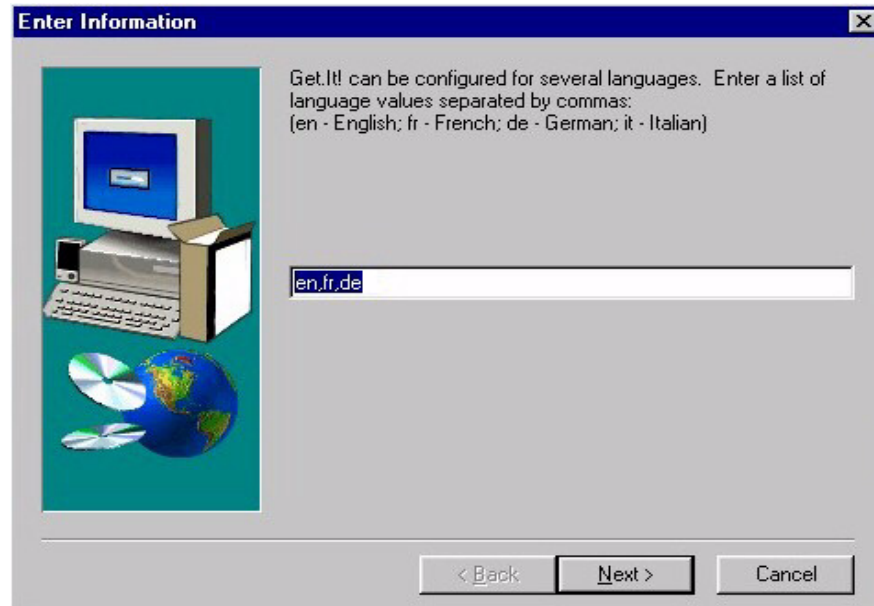 Enter Information
Get.It! can be configured for several languages. Enter a list of
language values separated by commas:
(en - English; fr - French; de - German; it - Italian)
en,fr,de
< Back
Next >
Cancel